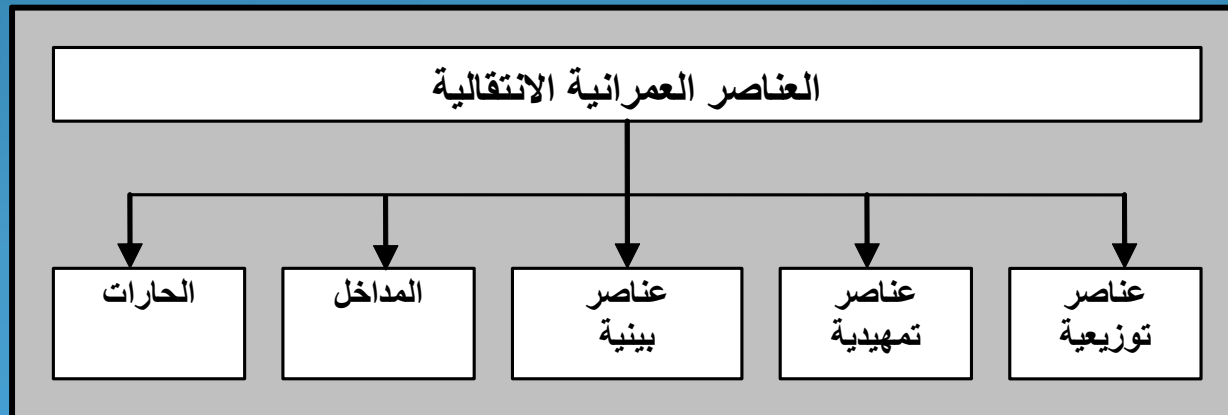 العناصر العمرانية الانتقالية
عناصر
توزيعية
عناصر
تمهيدية
عناصر
بينية
المداخل
الحارات